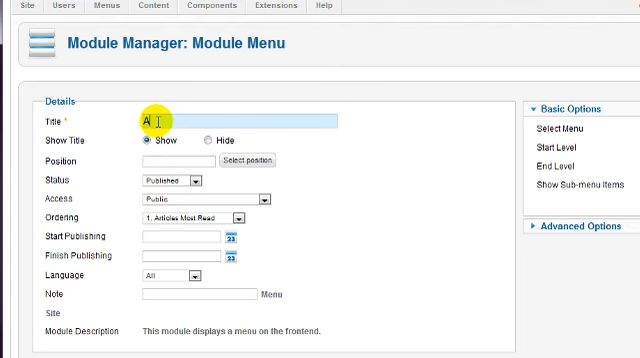 Site Users Menus Content Components Extensions Help
Module Manager: Module Menu
Details
Title * A
Show Title Show Hide
Position Select position
Status Published
Access Public
Ordering 1. Articles Most Read
Start Publishing 23
Finish Publishing 23
Language All
Note Menu
Site
Module Description This module displays a menu on the frontend.
Basic Options
Select Menu
Start Level
End Level
Show Sub-menu Items
Advanced Options